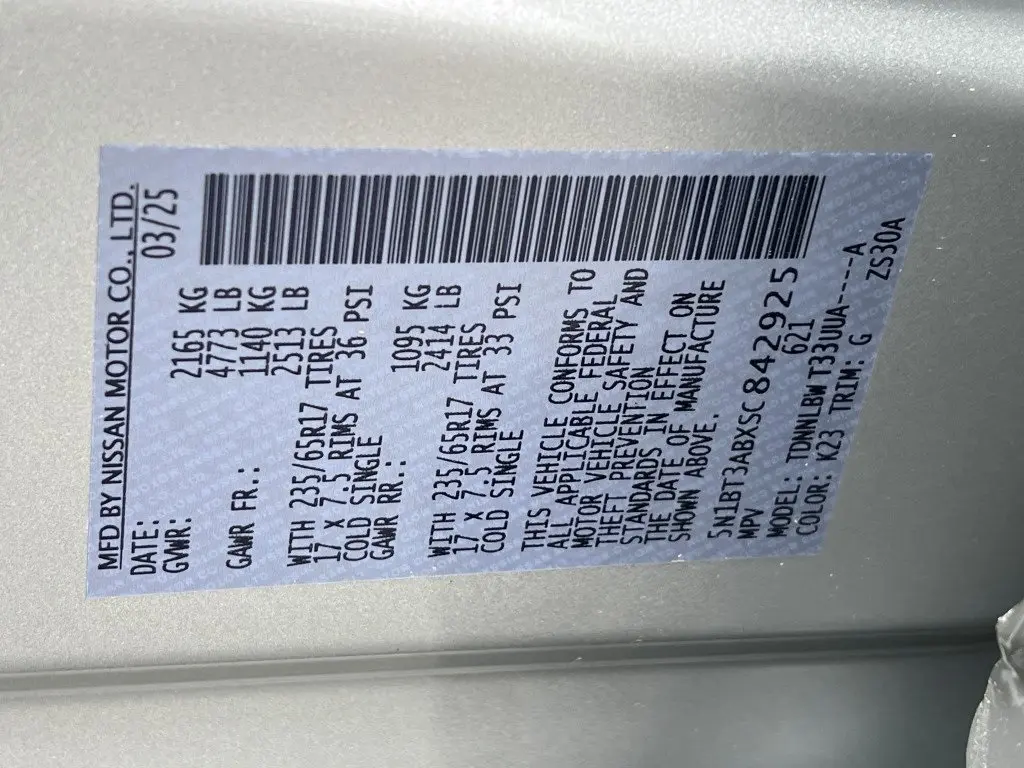 MFD BY NISSAN MOTOR CO., LTD.
DATE: 03/25
GVWR: 2165 KG
4773 LB
GAWR FR.: 1140 KG
2513 LB
WITH 235/65R17 TIRES
17 X 7.5 RIMS AT 36 PSI
COLD SINGLE
GAWR RR.: 1095 KG
2414 LB
WITH 235/65R17 TIRES
17 X 7.5 RIMS AT 33 PSI
COLD SINGLE
THIS VEHICLE CONFORMS TO
ALL APPLICABLE FEDERAL
MOTOR VEHICLE SAFETY AND
THEFT PREVENTION
STANDARDS IN EFFECT ON
THE DATE OF MANUFACTURE
SHOWN ABOVE.
5N1BT3ABXSC842925
MPV 621
MODEL: TDNNLBW T33UUA-----A
COLOR: K23 TRIM: G ZS30A